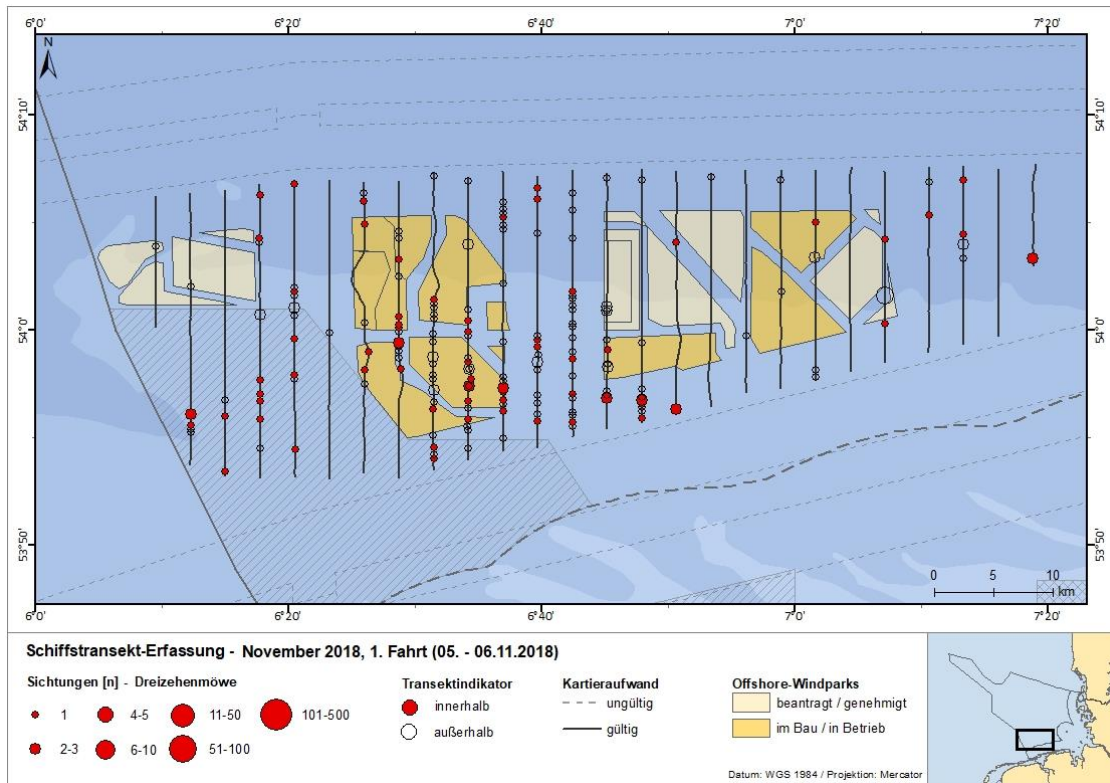 6°0' 6°20' 6°40' 7°0' 7°20'
N
54°10' 54°10'
54°0' 54°0'
53°50' 53°50'
0 5 10
km
6°0' 6°20' 6°40' 7°0' 7°20'
Schiffstransekt-Erfassung - November 2018, 1. Fahrt (05. - 06.11.2018)
Sichtungen [n] - Dreizehenmöwe
1 4-5 11-50 101-500
2-3 6-10 51-100
Transektindikator
innerhalb
außerhalb
Kartieraufwand
ungültig
gültig
Offshore-Windparks
beantragt / genehmigt
im Bau / in Betrieb
Datum: WGS 1984 / Projektion: Mercator